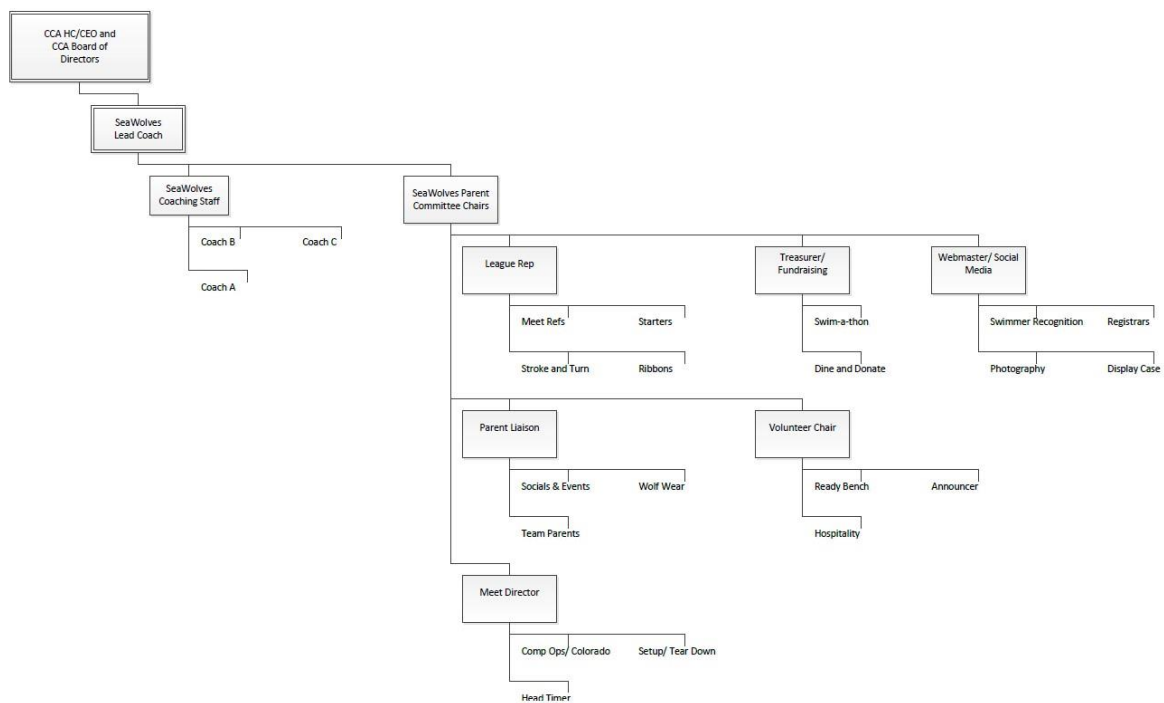 CCA HC/CEO and
CCA Board of
Directors
SeaWolves
Lead Coach
SeaWolves
Coaching Staff
SeaWolves Parent
Committee Chairs
Coach B
Coach C
Coach A
League Rep
Treasurer/
Fundraising
Webmaster/ Social
Media
Meet Refs
Starters
Swim-a-thon
Swimmer Recognition
Registrars
Stroke and Turn
Ribbons
Dine and Donate
Photography
Display Case
Parent Liaison
Volunteer Chair
Socials & Events
Wolf Wear
Ready Bench
Announcer
Team Parents
Hospitality
Meet Director
Comp Ops/ Colorado
Setup/ Tear Down
Head Timer